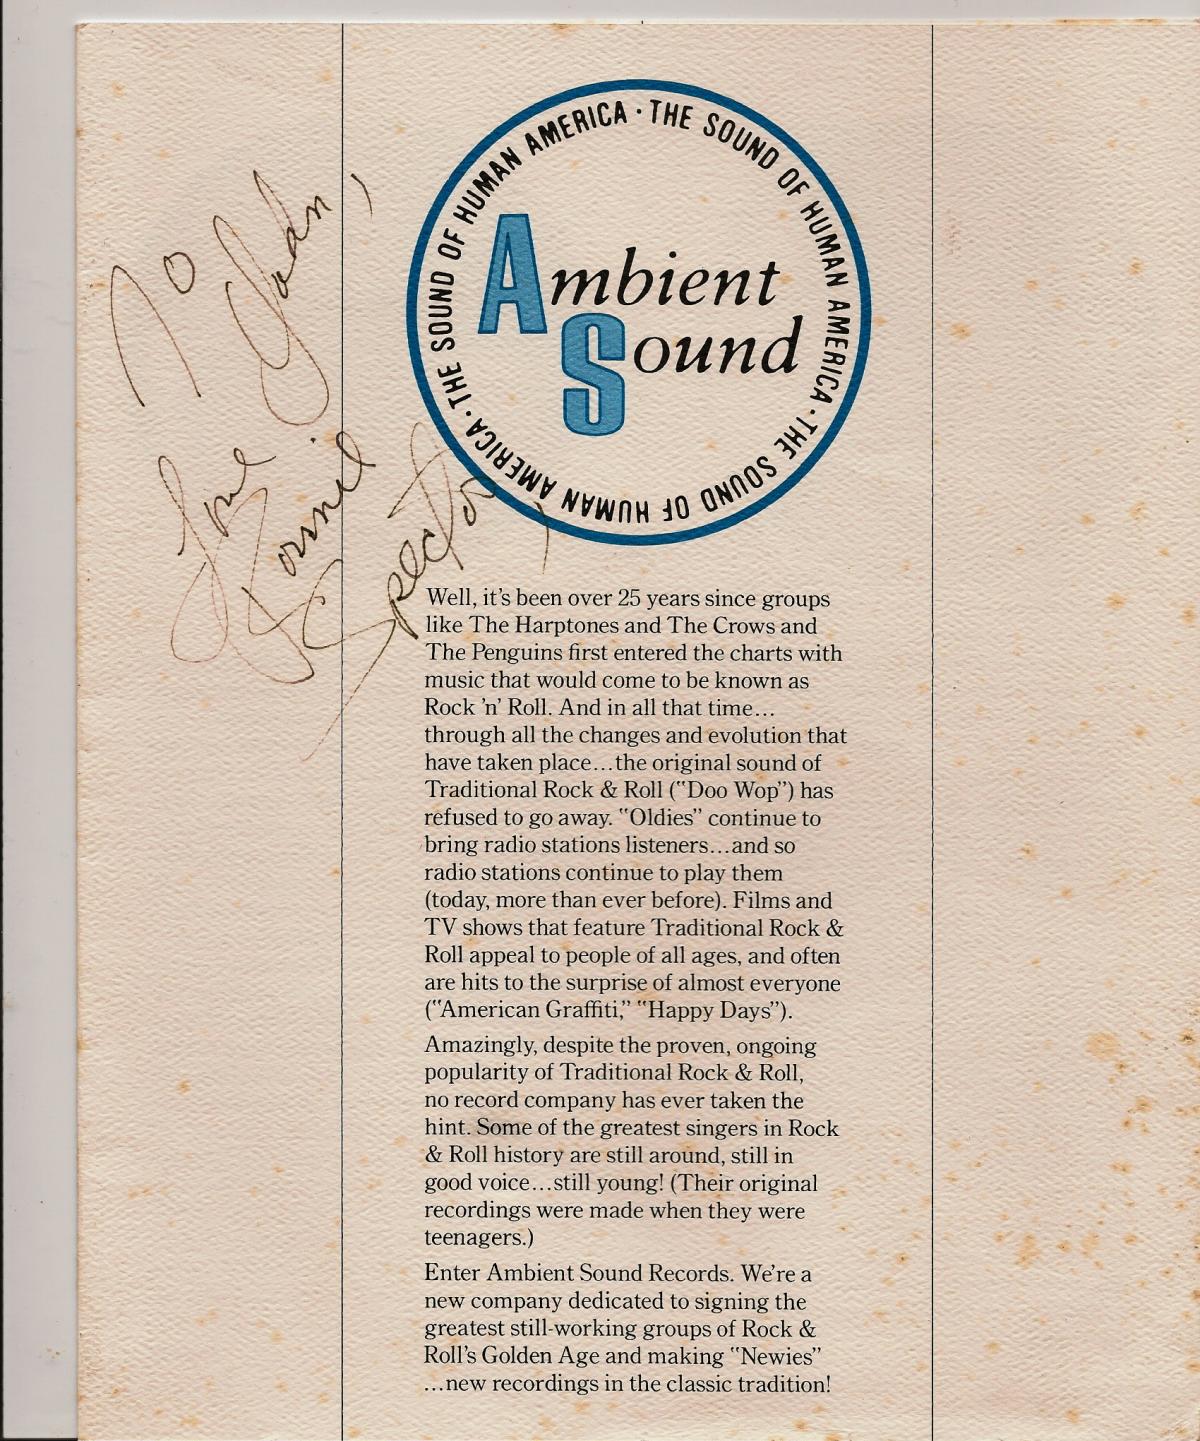 To John,
Love
Ronnie
Spector
THE SOUND OF HUMAN AMERICA · THE SOUND OF HUMAN AMERICA · THE SOUND OF HUMAN AMERICA ·
Ambient
Sound
Well, it's been over 25 years since groups
like The Harptones and The Crows and
The Penguins first entered the charts with
music that would come to be known as
Rock 'n' Roll. And in all that time...
through all the changes and evolution that
have taken place...the original sound of
Traditional Rock & Roll ("Doo Wop") has
refused to go away. "Oldies" continue to
bring radio stations listeners...and so
radio stations continue to play them
(today, more than ever before). Films and
TV shows that feature Traditional Rock &
Roll appeal to people of all ages, and often
are hits to the surprise of almost everyone
("American Graffiti," "Happy Days").
Amazingly, despite the proven, ongoing
popularity of Traditional Rock & Roll,
no record company has ever taken the
hint. Some of the greatest singers in Rock
& Roll history are still around, still in
good voice...still young! (Their original
recordings were made when they were
teenagers.)
Enter Ambient Sound Records. We're a
new company dedicated to signing the
greatest still-working groups of Rock &
Roll's Golden Age and making "Newies"
...new recordings in the classic tradition!